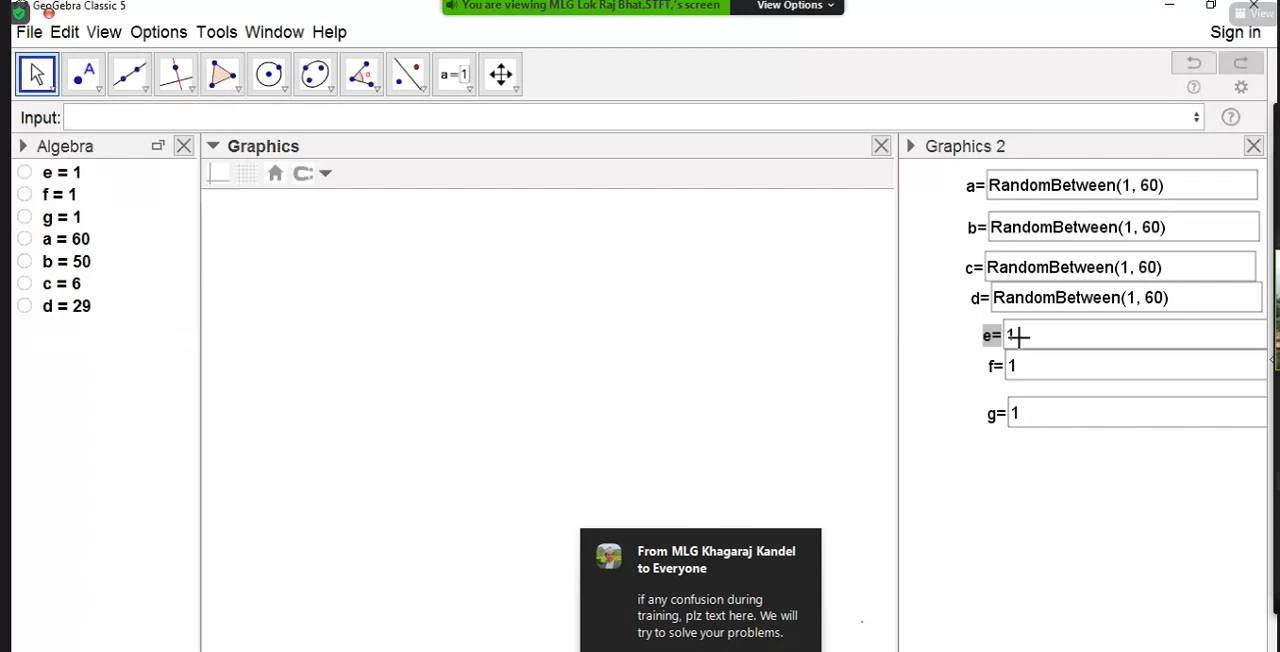 GeoGebra Classic 5
You are viewing MLG Lok Raj Bhat,STFT,'s screen
View Options
View
File Edit View Options Tools Window Help
Sign in
A
α
a=1
Input:
Algebra
Graphics
Graphics 2
e = 1
f = 1
g = 1
a = 60
b = 50
c = 6
d = 29
a= RandomBetween(1, 60)
b= RandomBetween(1, 60)
c= RandomBetween(1, 60)
d= RandomBetween(1, 60)
e= 1
f= 1
g= 1
From MLG Khagaraj Kandel
to Everyone
if any confusion during
training, plz text here. We will
try to solve your problems.